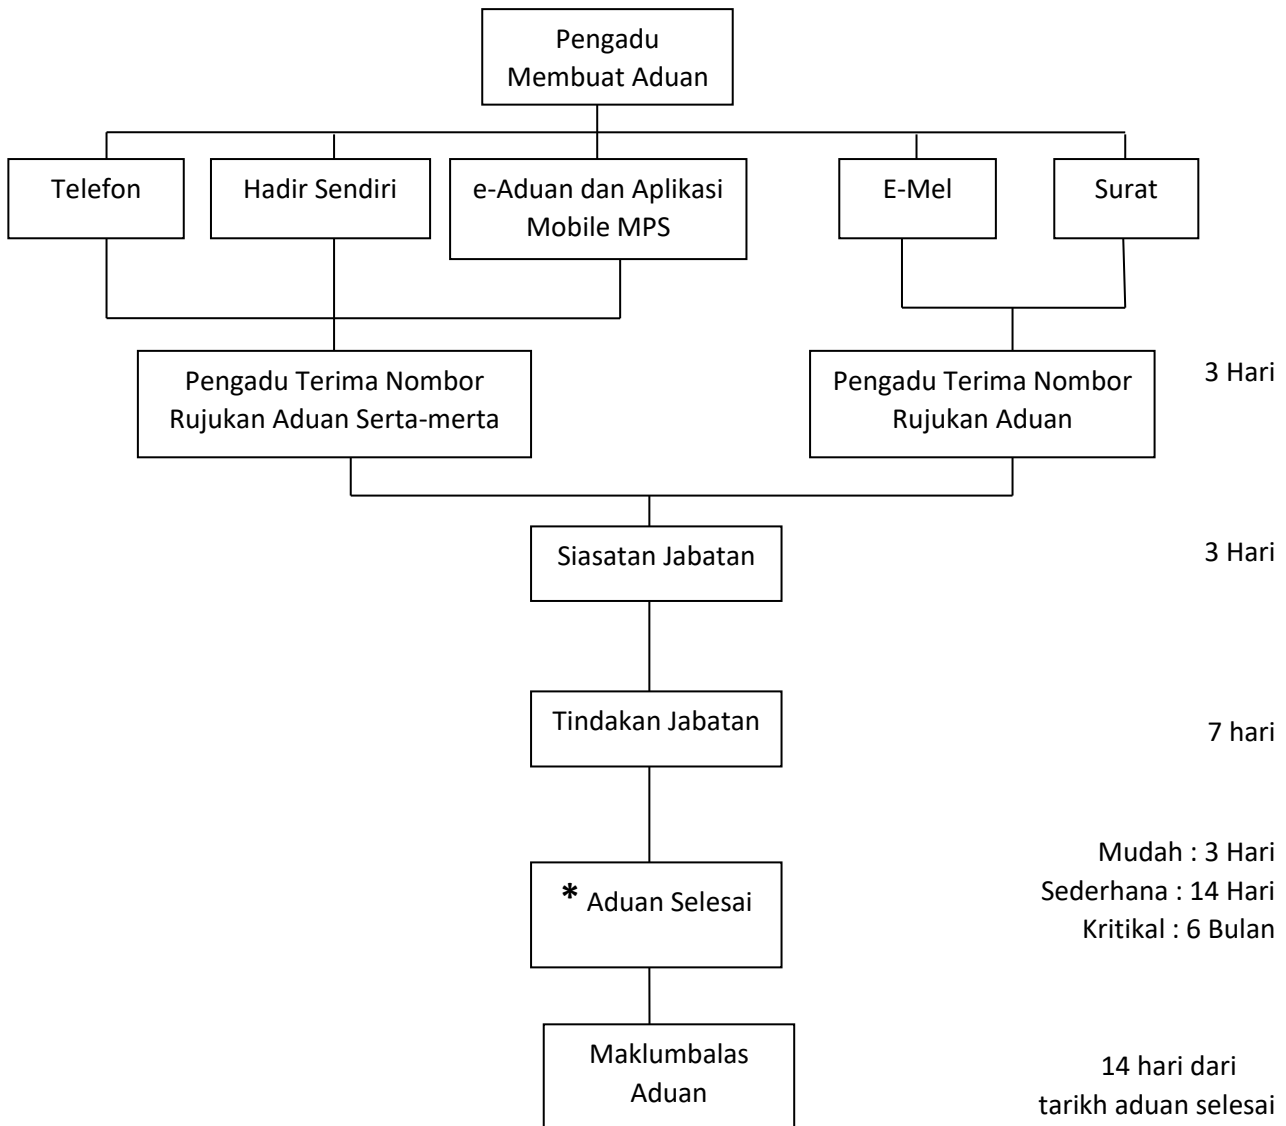 Pengadu
Membuat Aduan
Telefon
Hadir Sendiri
e-Aduan dan Aplikasi
Mobile MPS
E-Mel
Surat
Pengadu Terima Nombor
Rujukan Aduan Serta-merta
Pengadu Terima Nombor
Rujukan Aduan
3 Hari
Siasatan Jabatan
3 Hari
Tindakan Jabatan
7 hari
* Aduan Selesai
Mudah : 3 Hari
Sederhana : 14 Hari
Kritikal : 6 Bulan
Maklumbalas
Aduan
14 hari dari
tarikh aduan selesai